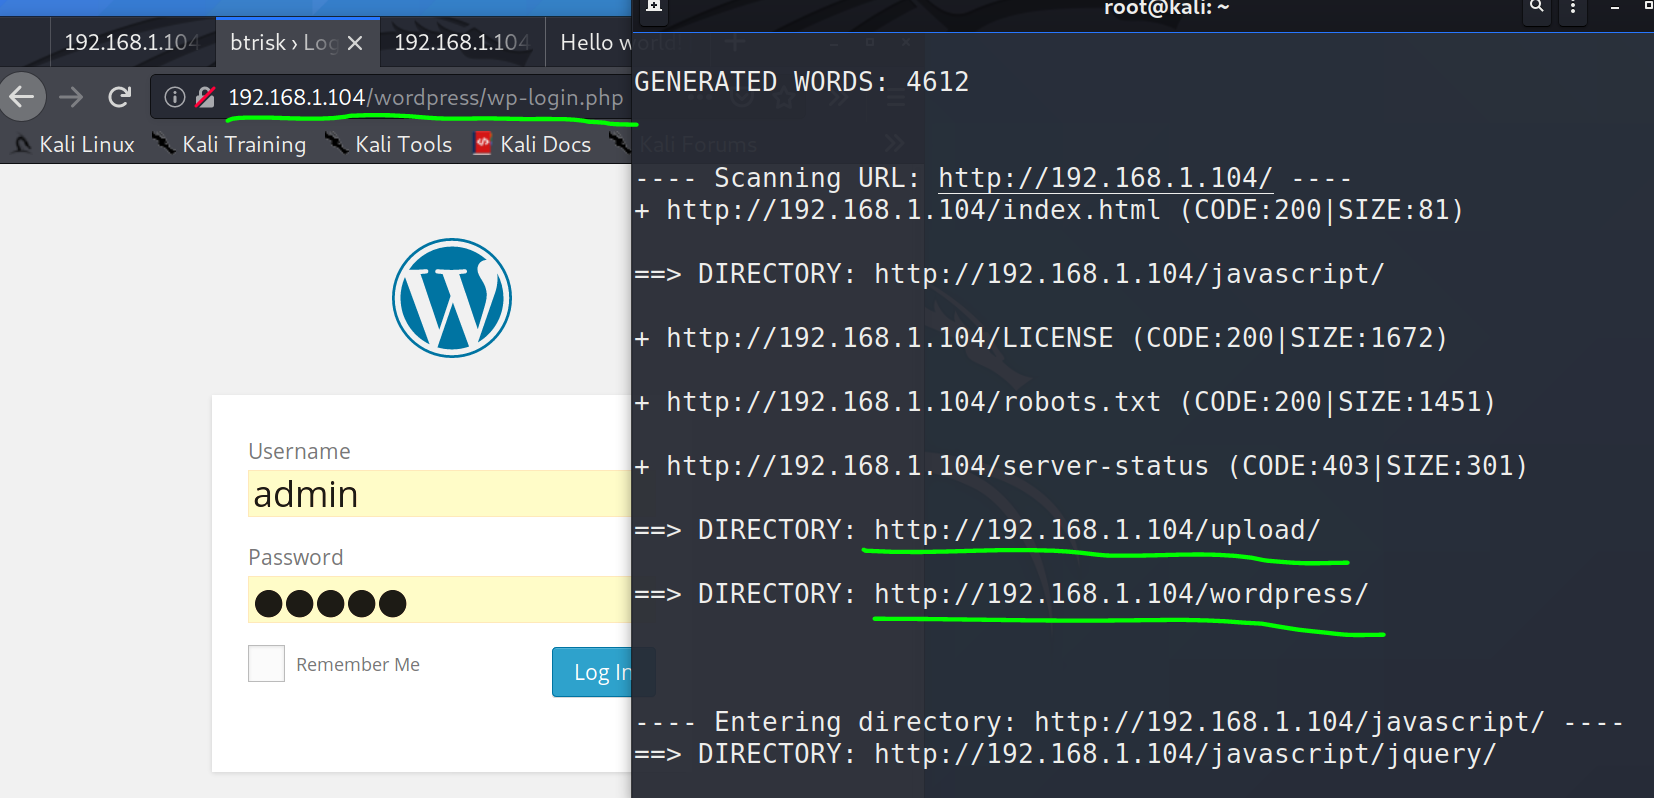 192.168.1.104
btrisk › Log
192.168.1.104
Hello world
192.168.1.104/wordpress/wp-login.php
Kali Linux
Kali Training
Kali Tools
Kali Docs
Kali Forums
Username
admin
Password
Remember Me
Log In
root@kali: ~
GENERATED WORDS: 4612
---- Scanning URL: http://192.168.1.104/ ----
+ http://192.168.1.104/index.html (CODE:200|SIZE:81)
==> DIRECTORY: http://192.168.1.104/javascript/
+ http://192.168.1.104/LICENSE (CODE:200|SIZE:1672)
+ http://192.168.1.104/robots.txt (CODE:200|SIZE:1451)
+ http://192.168.1.104/server-status (CODE:403|SIZE:301)
==> DIRECTORY: http://192.168.1.104/upload/
==> DIRECTORY: http://192.168.1.104/wordpress/
---- Entering directory: http://192.168.1.104/javascript/ ----
==> DIRECTORY: http://192.168.1.104/javascript/jquery/